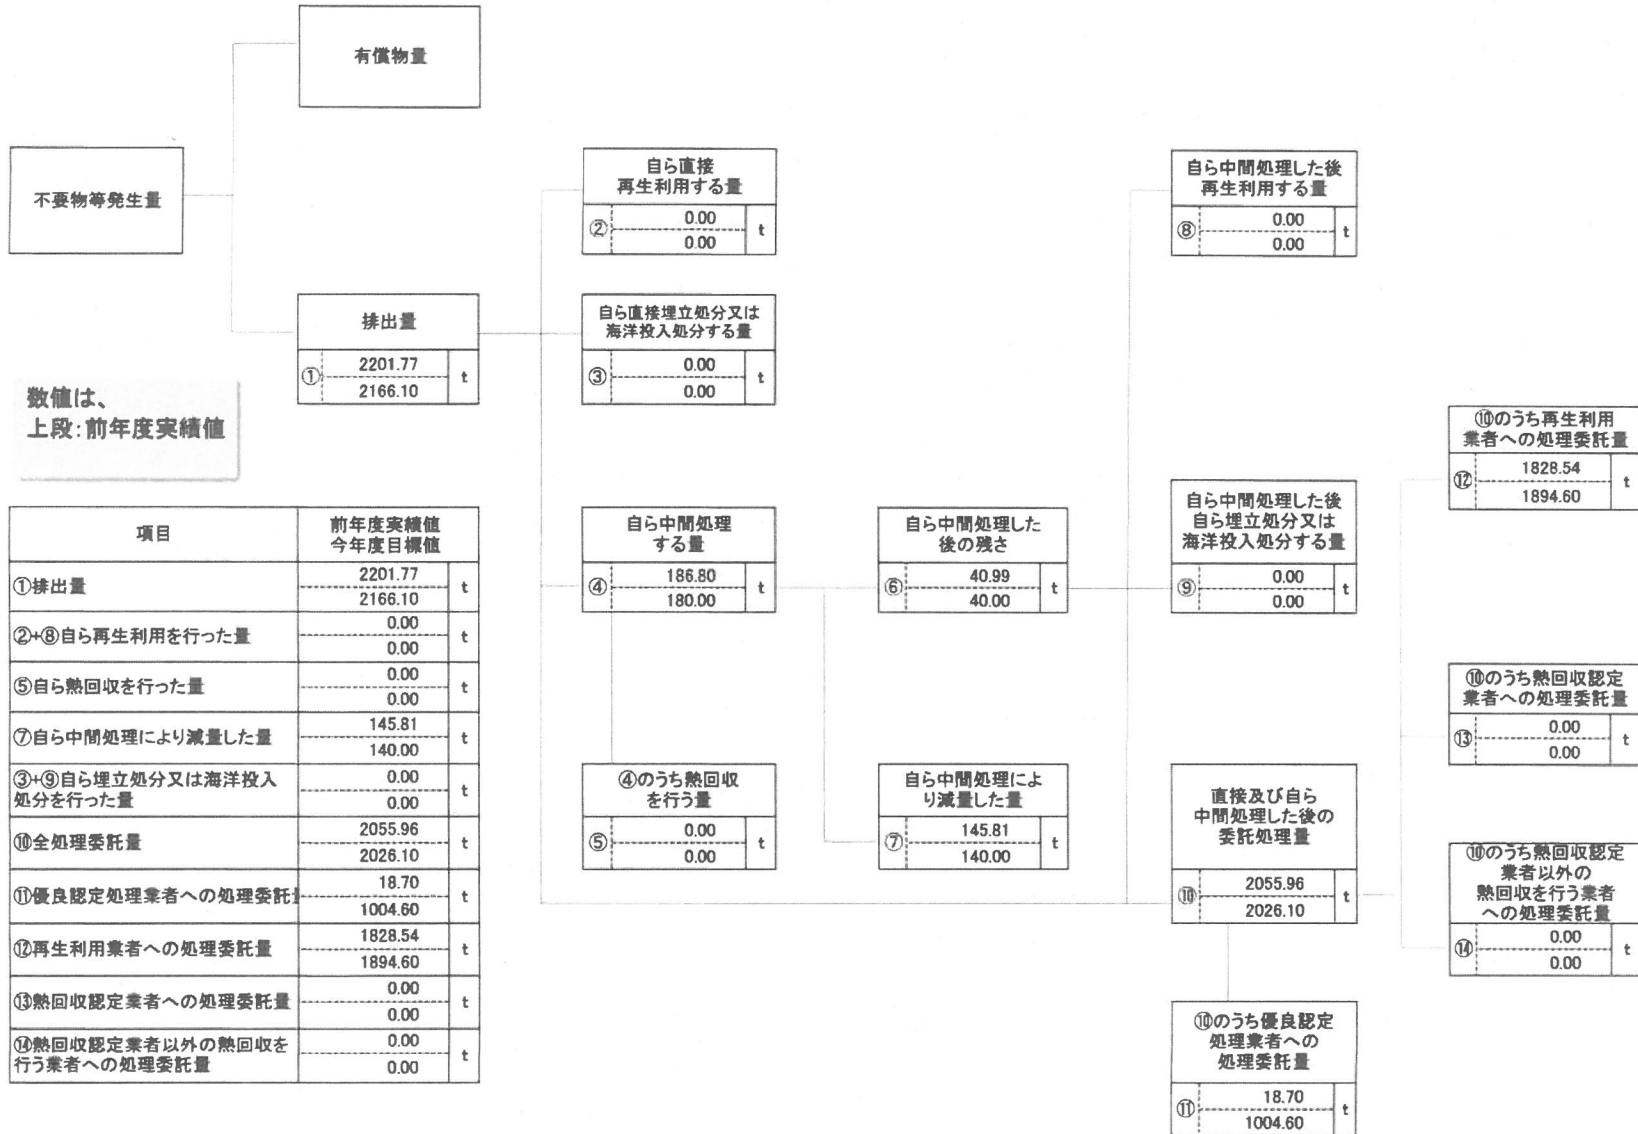 有償物量
不要物等発生量
排出量
①
2201.77
2166.10
t
数値は、
上段:前年度実績値
自ら直接
再生利用する量
②
0.00
0.00
t
自ら直接埋立処分又は
海洋投入処分する量
③
0.00
0.00
t
自ら中間処理
する量
④
186.80
180.00
t
④のうち熱回収
を行う量
⑤
0.00
0.00
t
自ら中間処理した
後の残さ
⑥
40.99
40.00
t
自ら中間処理によ
り減量した量
⑦
145.81
140.00
t
自ら中間処理した後
再生利用する量
⑧
0.00
0.00
t
自ら中間処理した後
自ら埋立処分又は
海洋投入処分する量
⑨
0.00
0.00
t
直接及び自ら
中間処理した後の
委託処理量
⑩
2055.96
2026.10
t
⑩のうち優良認定
処理業者への
処理委託量
⑪
18.70
1004.60
t
⑩のうち再生利用
業者への処理委託量
⑫
1828.54
1894.60
t
⑩のうち熱回収認定
業者への処理委託量
⑬
0.00
0.00
t
⑩のうち熱回収認定
業者以外の
熱回収を行う業者
への処理委託量
⑭
0.00
0.00
t
項目
前年度実績値
今年度目標値
①排出量
2201.77
2166.10
t
②+⑧自ら再生利用を行った量
0.00
0.00
t
⑤自ら熱回収を行った量
0.00
0.00
t
⑦自ら中間処理により減量した量
145.81
140.00
t
③+⑨自ら埋立処分又は海洋投入
処分を行った量
0.00
0.00
t
⑩全処理委託量
2055.96
2026.10
t
⑪優良認定処理業者への処理委託
18.70
1004.60
t
⑫再生利用業者への処理委託量
1828.54
1894.60
t
⑬熱回収認定業者への処理委託量
0.00
0.00
t
⑭熱回収認定業者以外の熱回収を
行う業者への処理委託量
0.00
0.00
t